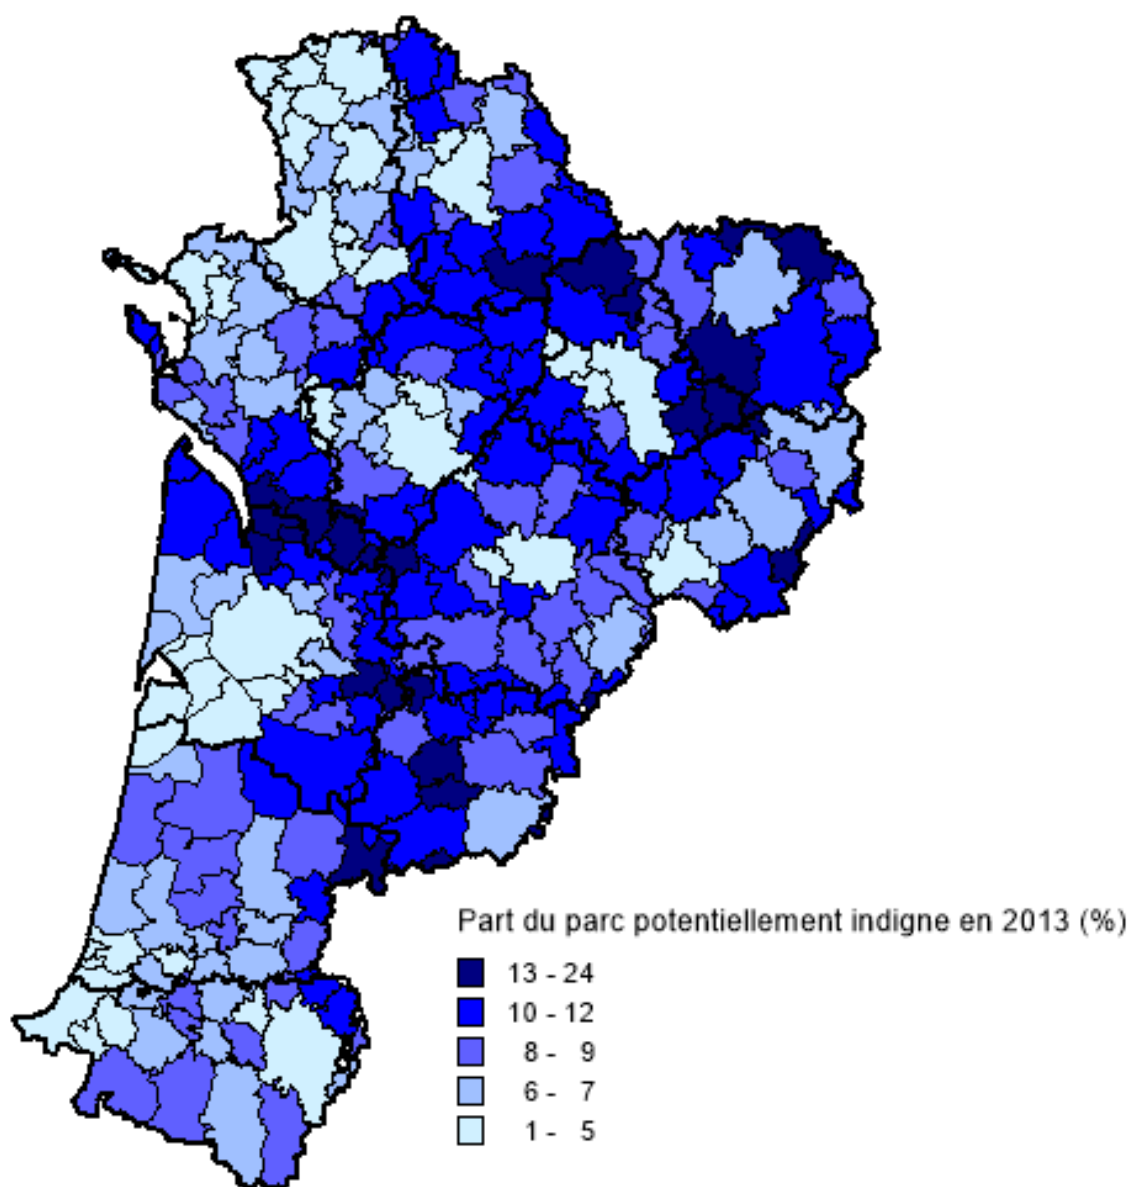 Part du parc potentiellement indigne en 2013 (%)
13 - 24
10 - 12
8 - 9
6 - 7
1 - 5